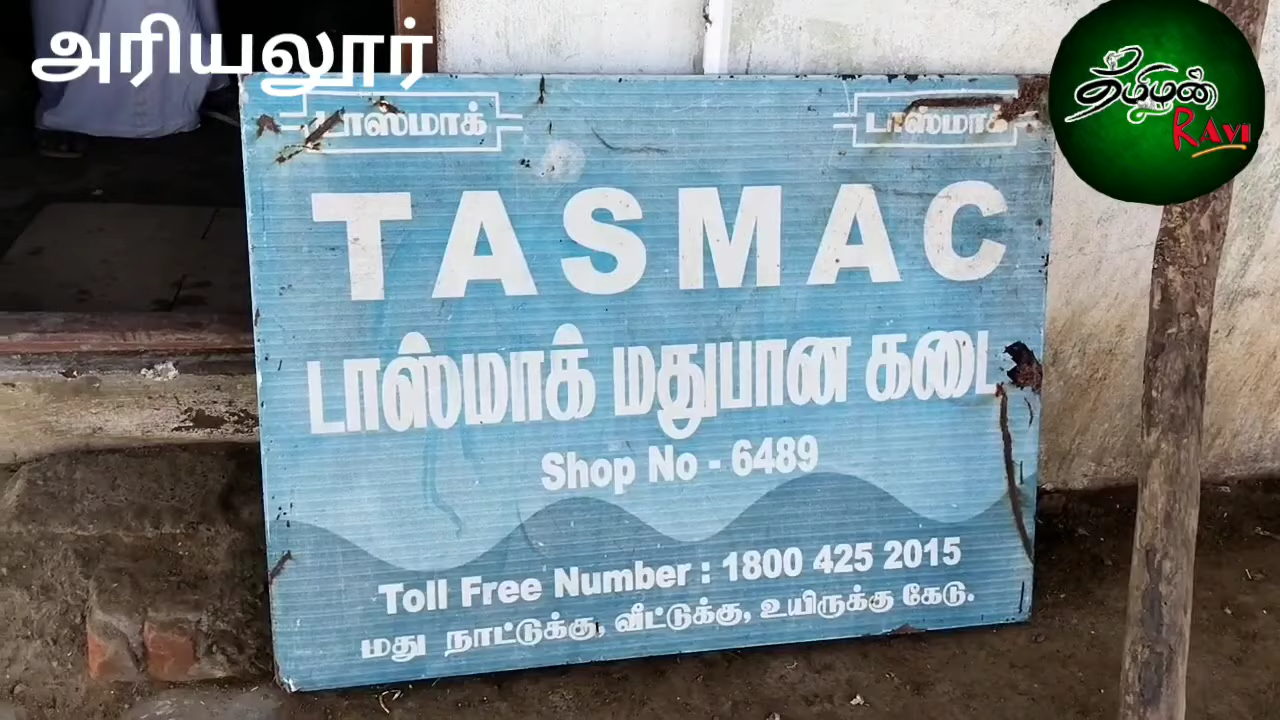 அரியலூர்
தமிழன்
RAVI
டாஸ்மாக்
டாஸ்மாக்
TASMAC
டாஸ்மாக் மதுபான கடை
Shop No - 6489
Toll Free Number : 1800 425 2015
மது நாட்டுக்கு, வீட்டுக்கு, உயிருக்கு கேடு.